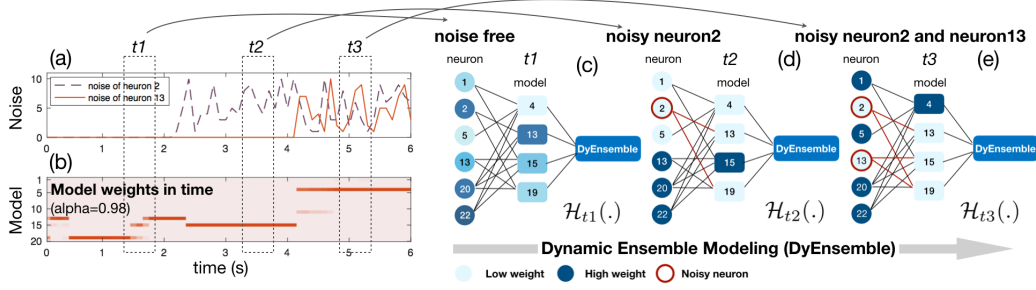 t1
t2
t3
(a)
Noise
10
5
0
noise of neuron 2
noise of neuron 13
0
1
2
3
4
5
6
(b)
Model weights in time
(alpha=0.98)
Model
1
5
10
15
20
0
1
2
3
4
5
6
time (s)
noise free
noisy neuron2
noisy neuron2 and neuron13
neuron
t1
model
(c)
1
2
5
13
20
22
4
13
15
19
DyEnsemble
H t1(.)
neuron
t2
model
(d)
1
2
5
13
20
22
4
13
15
19
DyEnsemble
H t2(.)
neuron
t3
model
(e)
1
2
5
13
20
22
4
13
15
19
DyEnsemble
H t3(.)
Dynamic Ensemble Modeling (DyEnsemble)
Low weight
High weight
Noisy neuron